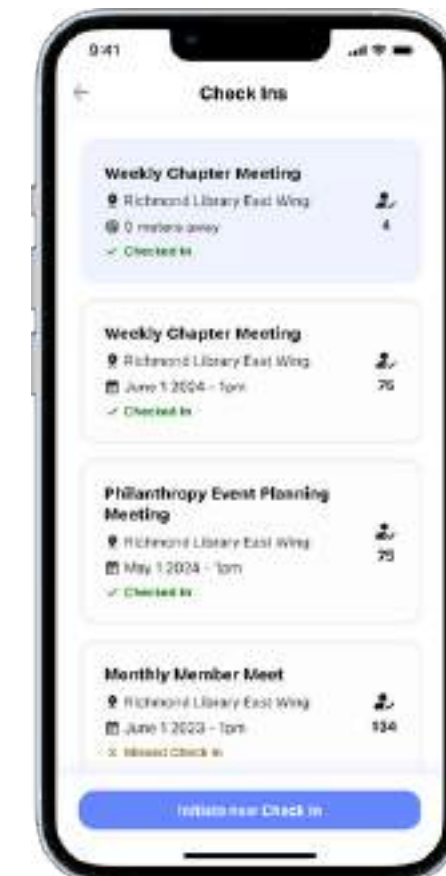 9:41
Check Ins
Weekly Chapter Meeting
Richmond Library East Wing
0 meters away
4
Checked In
Weekly Chapter Meeting
Richmond Library East Wing
June 1 2024 - 1pm
75
Checked In
Philanthropy Event Planning
Meeting
Richmond Library East Wing
May 1 2024 - 1pm
75
Checked In
Monthly Member Meet
Richmond Library East Wing
June 1 2023 - 1pm
134
Missed Check In
Initiate new Check In